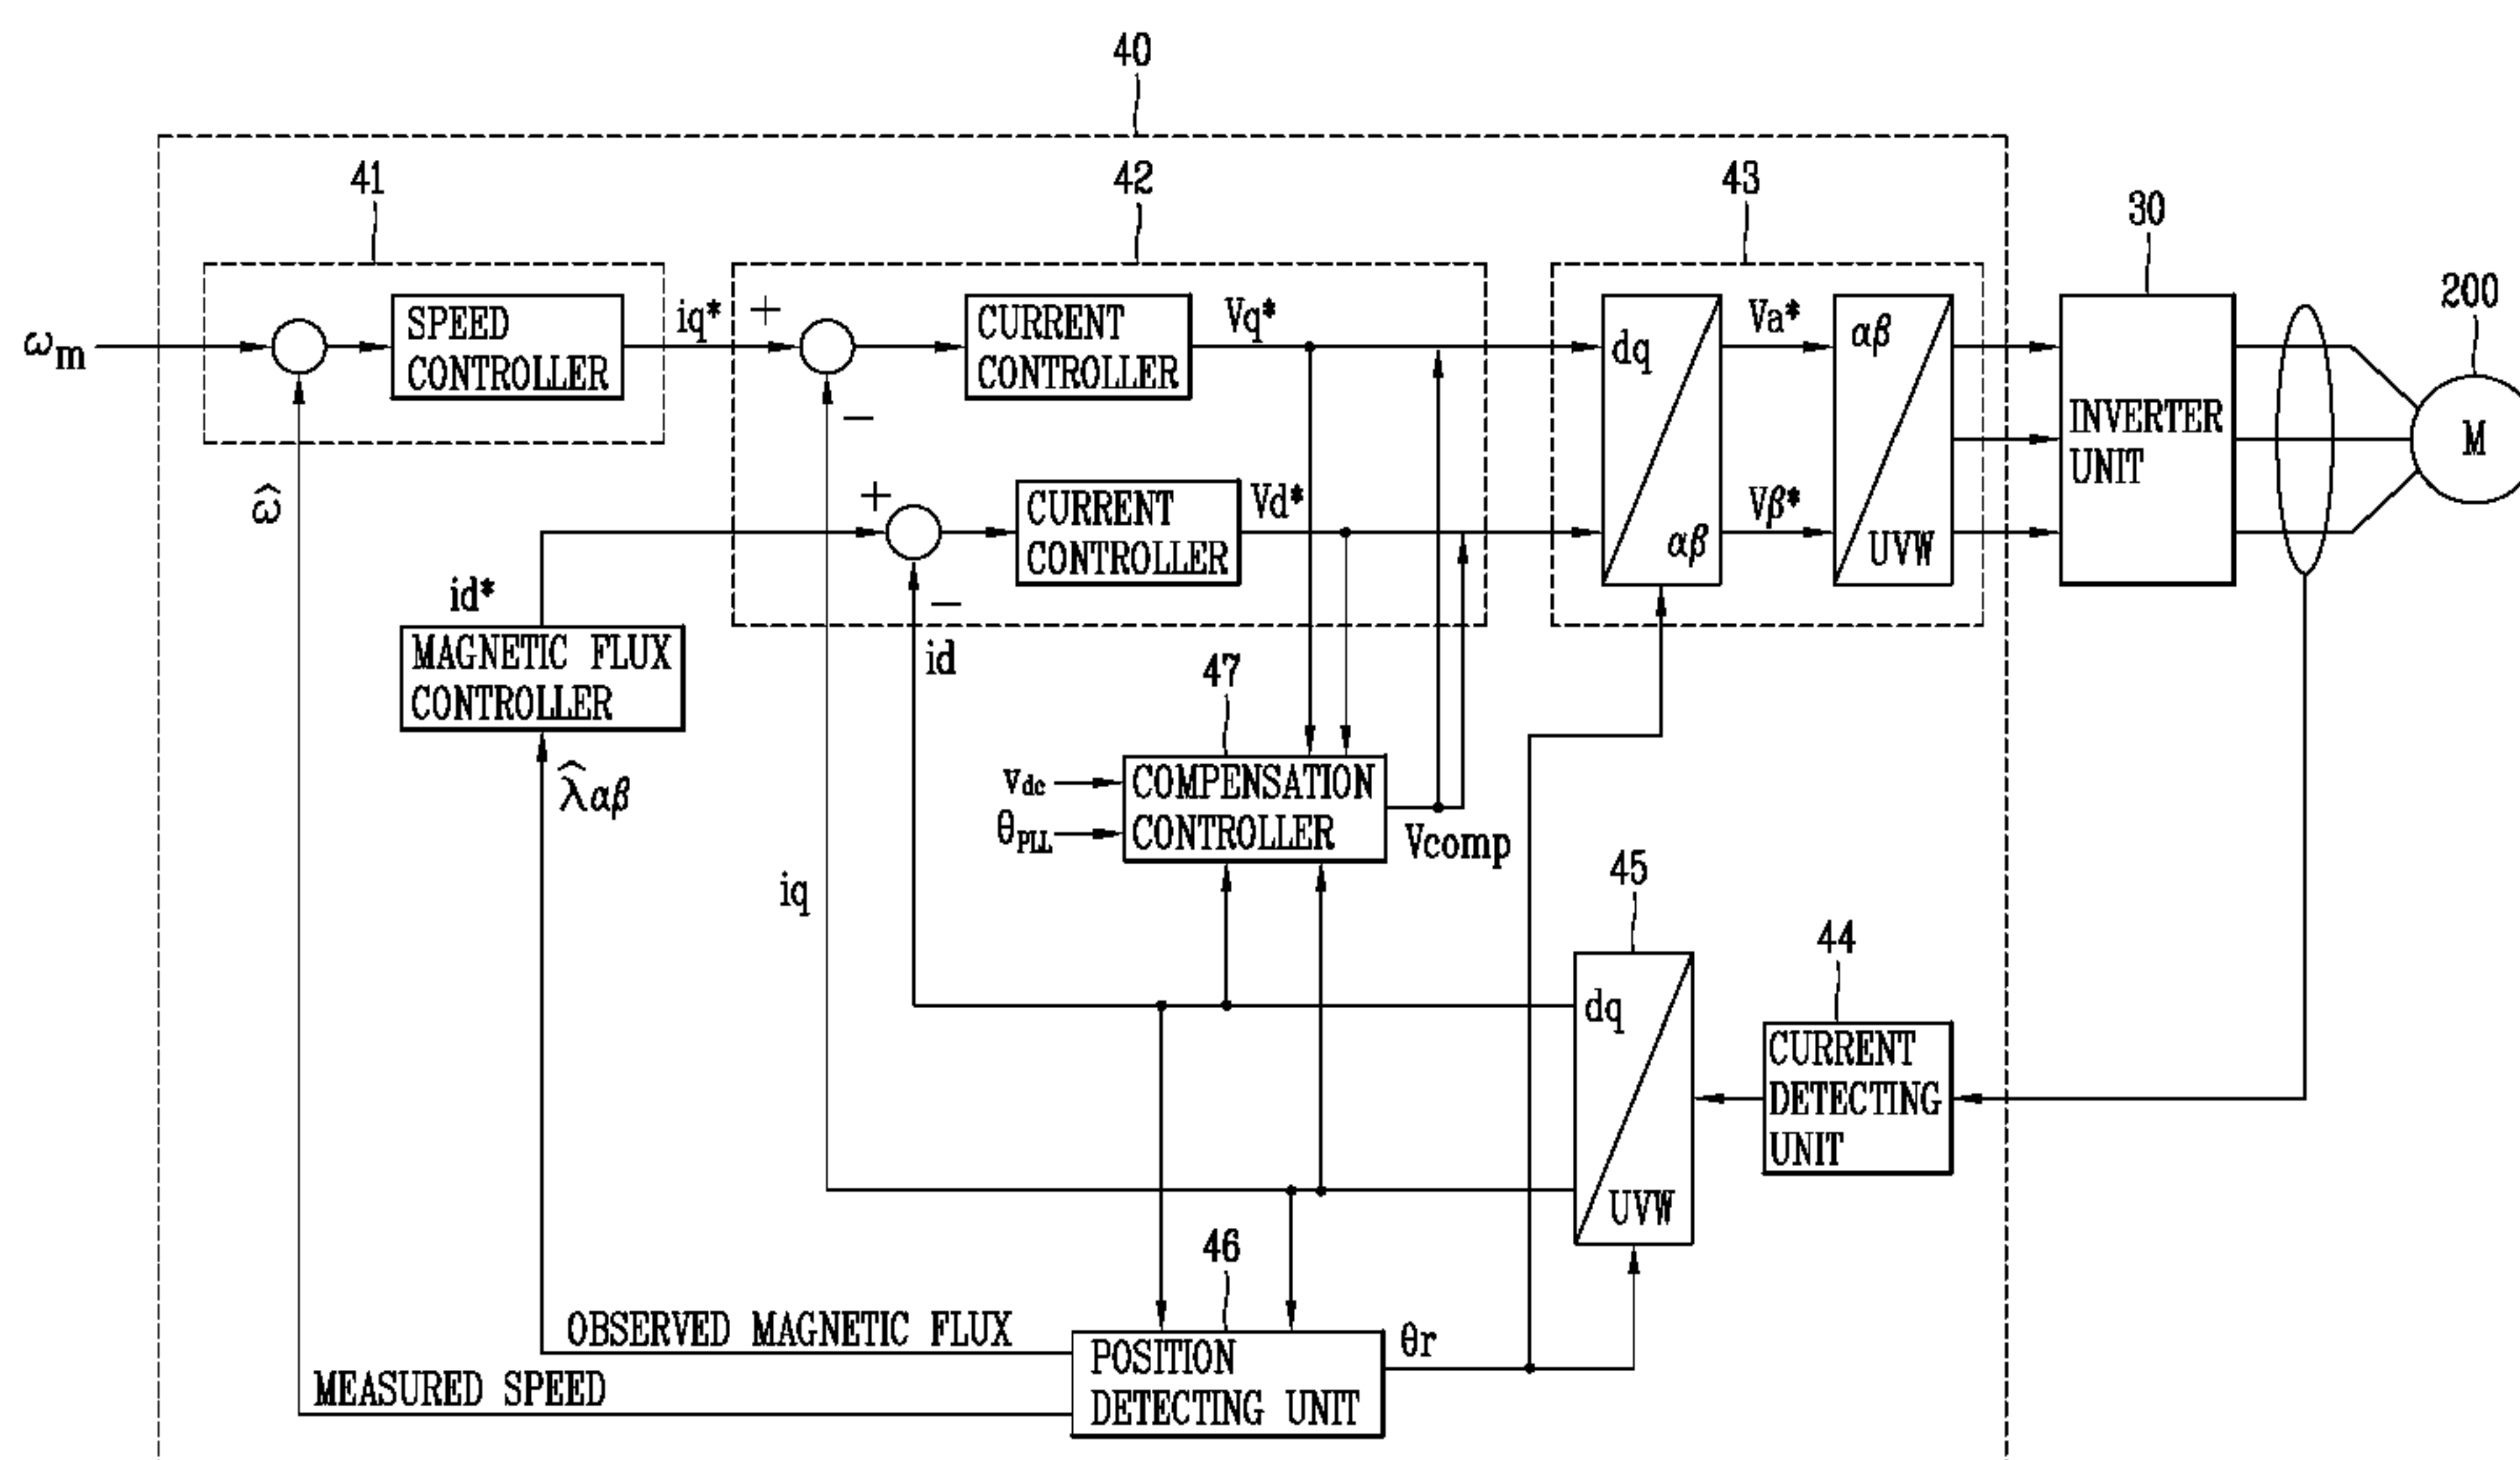 40
41
42
43
30
200
ωm
SPEED
CONTROLLER
iq*
+
−
CURRENT
CONTROLLER
Vq*
dq
αβ
Va*
Vβ*
αβ
UVW
INVERTER
UNIT
M
ω̂
+
−
CURRENT
CONTROLLER
Vd*
id*
MAGNETIC FLUX
CONTROLLER
λ̂αβ
id
iq
47
Vdc
θPLL
COMPENSATION
CONTROLLER
Vcomp
45
dq
UVW
44
CURRENT
DETECTING
UNIT
46
OBSERVED MAGNETIC FLUX
MEASURED SPEED
POSITION
DETECTING UNIT
θr